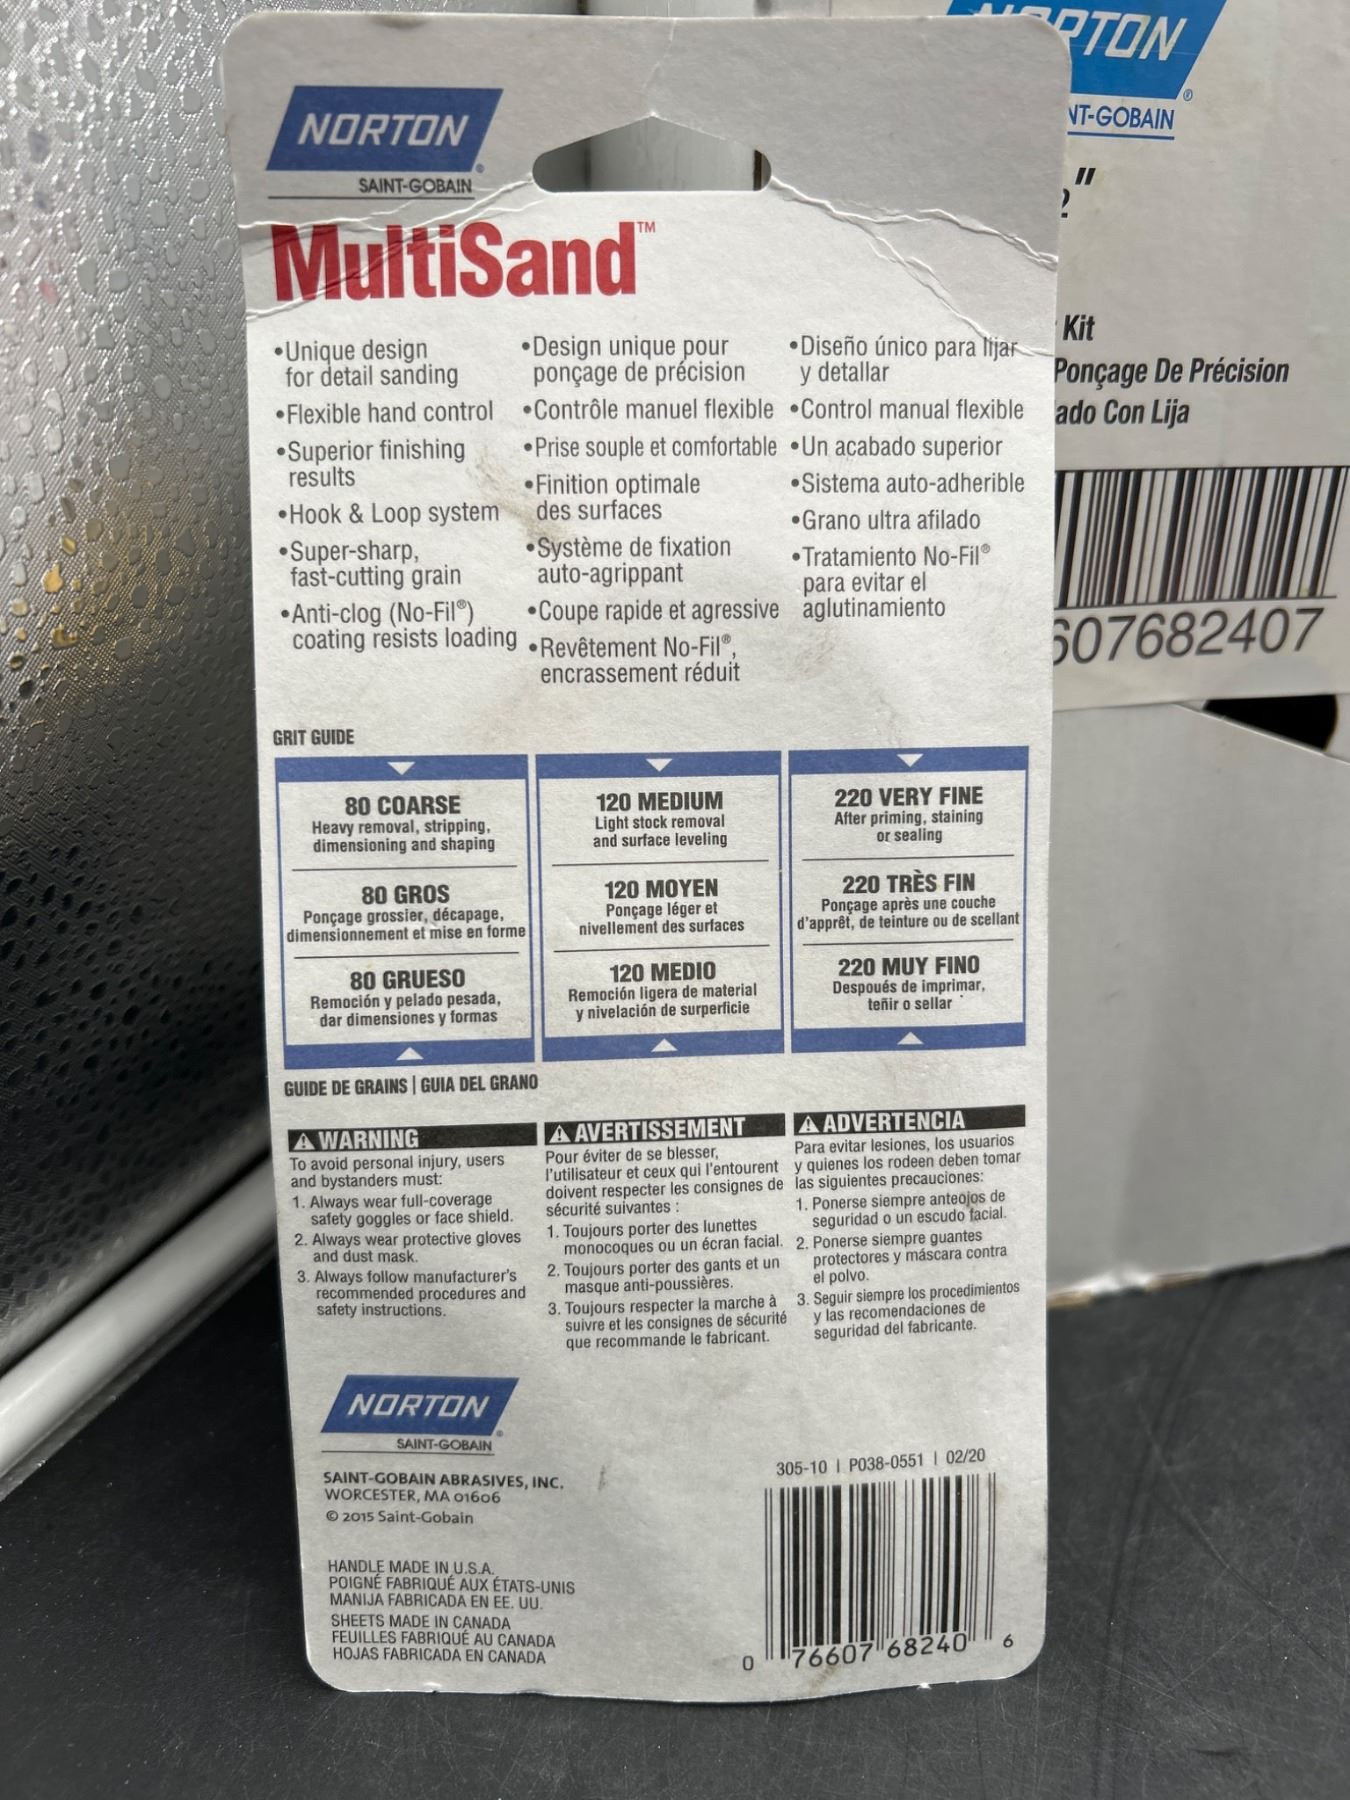 NORTON®
SAINT-GOBAIN
MultiSand™
•Unique design
for detail sanding
•Flexible hand control
•Superior finishing
results
•Hook & Loop system
•Super-sharp,
fast-cutting grain
•Anti-clog (No-Fil®)
coating resists loading
•Design unique pour
ponçage de précision
•Contrôle manuel flexible
•Prise souple et comfortable
•Finition optimale
des surfaces
•Système de fixation
auto-agrippant
•Coupe rapide et agressive
•Revêtement No-Fil®,
encrassement réduit
•Diseño único para lijar
y detallar
•Control manual flexible
•Un acabado superior
•Sistema auto-adherible
•Grano ultra afilado
•Tratamiento No-Fil®
para evitar el
aglutinamiento
GRIT GUIDE
80 COARSE
Heavy removal, stripping,
dimensioning and shaping
80 GROS
Ponçage grossier, décapage,
dimensionnement et mise en forme
80 GRUESO
Remoción y pelado pesada,
dar dimensiones y formas
120 MEDIUM
Light stock removal
and surface leveling
120 MOYEN
Ponçage léger et
nivellement des surfaces
120 MEDIO
Remoción ligera de material
y nivelación de surperficie
220 VERY FINE
After priming, staining
or sealing
220 TRÈS FIN
Ponçage après une couche
d'apprêt, de teinture ou de scellant
220 MUY FINO
Despoués de imprimar,
teñir o sellar
GUIDE DE GRAINS | GUIA DEL GRANO
⚠ WARNING
To avoid personal injury, users
and bystanders must:
1. Always wear full-coverage
safety goggles or face shield.
2. Always wear protective gloves
and dust mask.
3. Always follow manufacturer's
recommended procedures and
safety instructions.
⚠ AVERTISSEMENT
Pour éviter de se blesser,
l'utilisateur et ceux qui l'entourent
doivent respecter les consignes de
sécurité suivantes :
1. Toujours porter des lunettes
monocoques ou un écran facial.
2. Toujours porter des gants et un
masque anti-poussières.
3. Toujours respecter la marche à
suivre et les consignes de sécurité
que recommande le fabricant.
⚠ ADVERTENCIA
Para evitar lesiones, los usuarios
y quienes los rodeen deben tomar
las siguientes precauciones:
1. Ponerse siempre anteojos de
seguridad o un escudo facial.
2. Ponerse siempre guantes
protectores y máscara contra
el polvo.
3. Seguir siempre los procedimientos
y las recomendaciones de
seguridad del fabricante.
NORTON®
SAINT-GOBAIN
SAINT-GOBAIN ABRASIVES, INC.
WORCESTER, MA 01606
© 2015 Saint-Gobain
HANDLE MADE IN U.S.A.
POIGNÉ FABRIQUÉ AUX ÉTATS-UNIS
MANIJA FABRICADA EN EE. UU.
SHEETS MADE IN CANADA
FEUILLES FABRIQUÉ AU CANADA
HOJAS FABRICADA EN CANADA
305-10 | P038-0551 | 02/20
0 76607 68240 6
NORTON®
NT-GOBAIN
2"
Kit
Ponçage De Précision
ado Con Lija
607682407